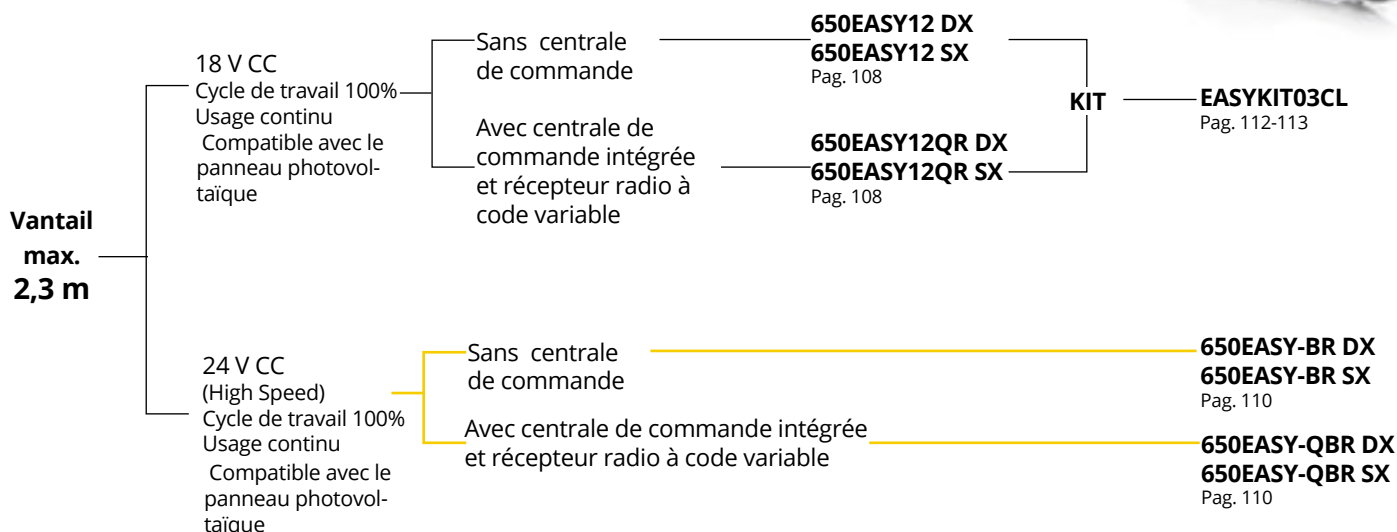 Vantail
max.
2,3 m
18 V CC
Cycle de travail 100%
Usage continu
Compatible avec le
panneau photovol-
taïque
Sans centrale
de commande
650EASY12 DX
650EASY12 SX
Pag. 108
Avec centrale de
commande intégrée
et récepteur radio à
code variable
650EASY12QR DX
650EASY12QR SX
Pag. 108
KIT
EASYKIT03CL
Pag. 112-113
24 V CC
(High Speed)
Cycle de travail 100%
Usage continu
Compatible avec le
panneau photovol-
taïque
Sans centrale
de commande
650EASY-BR DX
650EASY-BR SX
Pag. 110
Avec centrale de commande intégrée
et récepteur radio à code variable
650EASY-QBR DX
650EASY-QBR SX
Pag. 110